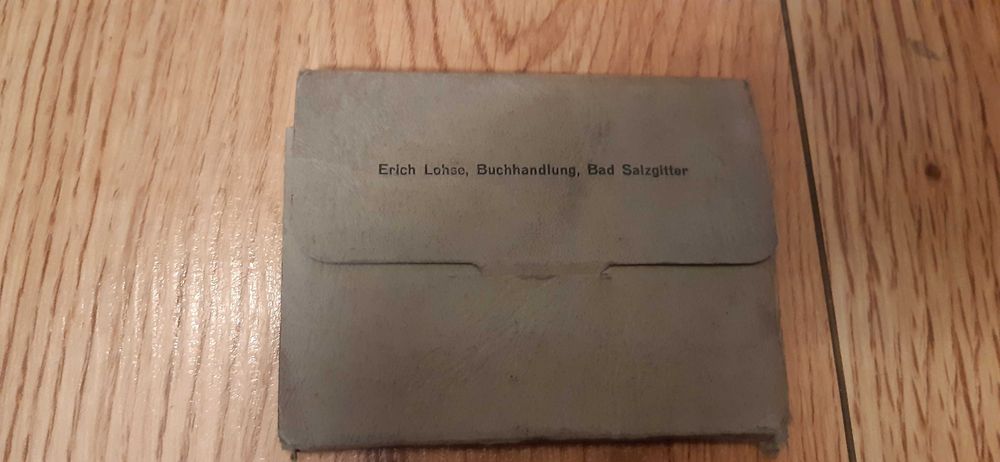 Erich Lohse, Buchhandlung, Bad Salzgitter